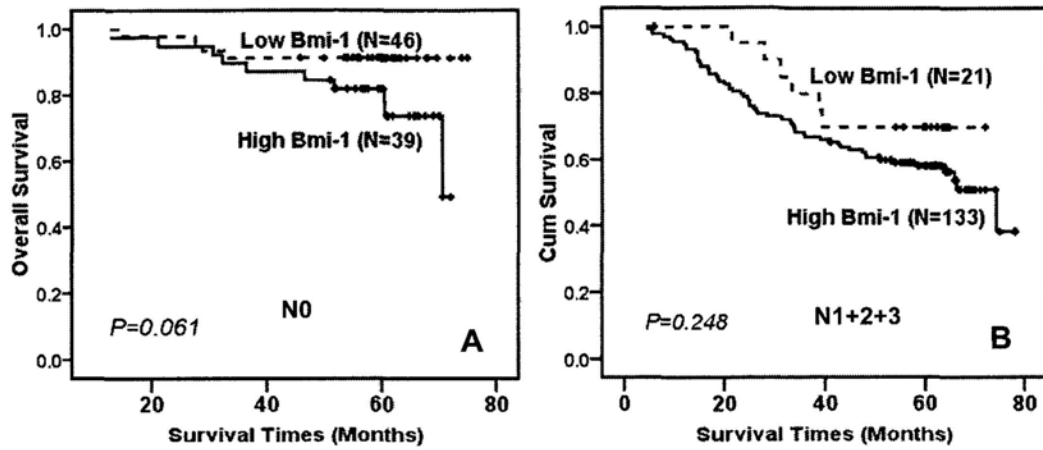 Overall Survival
1.0
0.8
0.6
0.4
0.2
0.0
Low Bmi-1 (N=46)
High Bmi-1 (N=39)
N0
P=0.061
A
20 40 60 80
Survival Times (Months)
Cum Survival
1.0
0.8
0.6
0.4
0.2
0.0
Low Bmi-1 (N=21)
High Bmi-1 (N=133)
P=0.248
N1+2+3
B
0 20 40 60 80
Survival Times (Months)